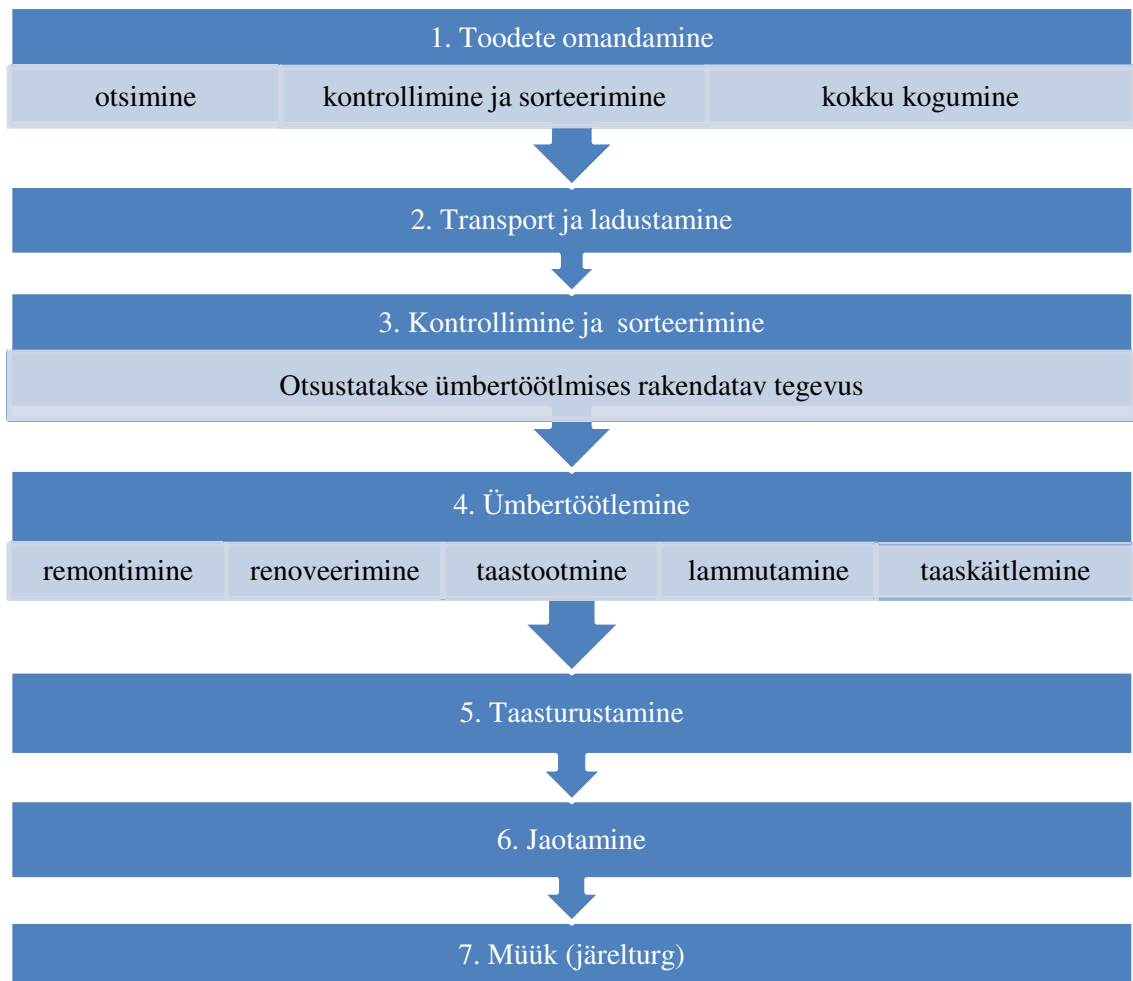 1. Toodete omandamine
otsimine kontrollimine ja sorteerimine kokku kogumine
2. Transport ja ladustamine
3. Kontrollimine ja sorteerimine
Otsustatakse ümbertöötlmises rakendatav tegevus
4. Ümbertöötlemine
remontimine renoveerimine taastootmine lammutamine taaskäitlemine
5. Taasturustamine
6. Jaotamine
7. Müük (järelturg)